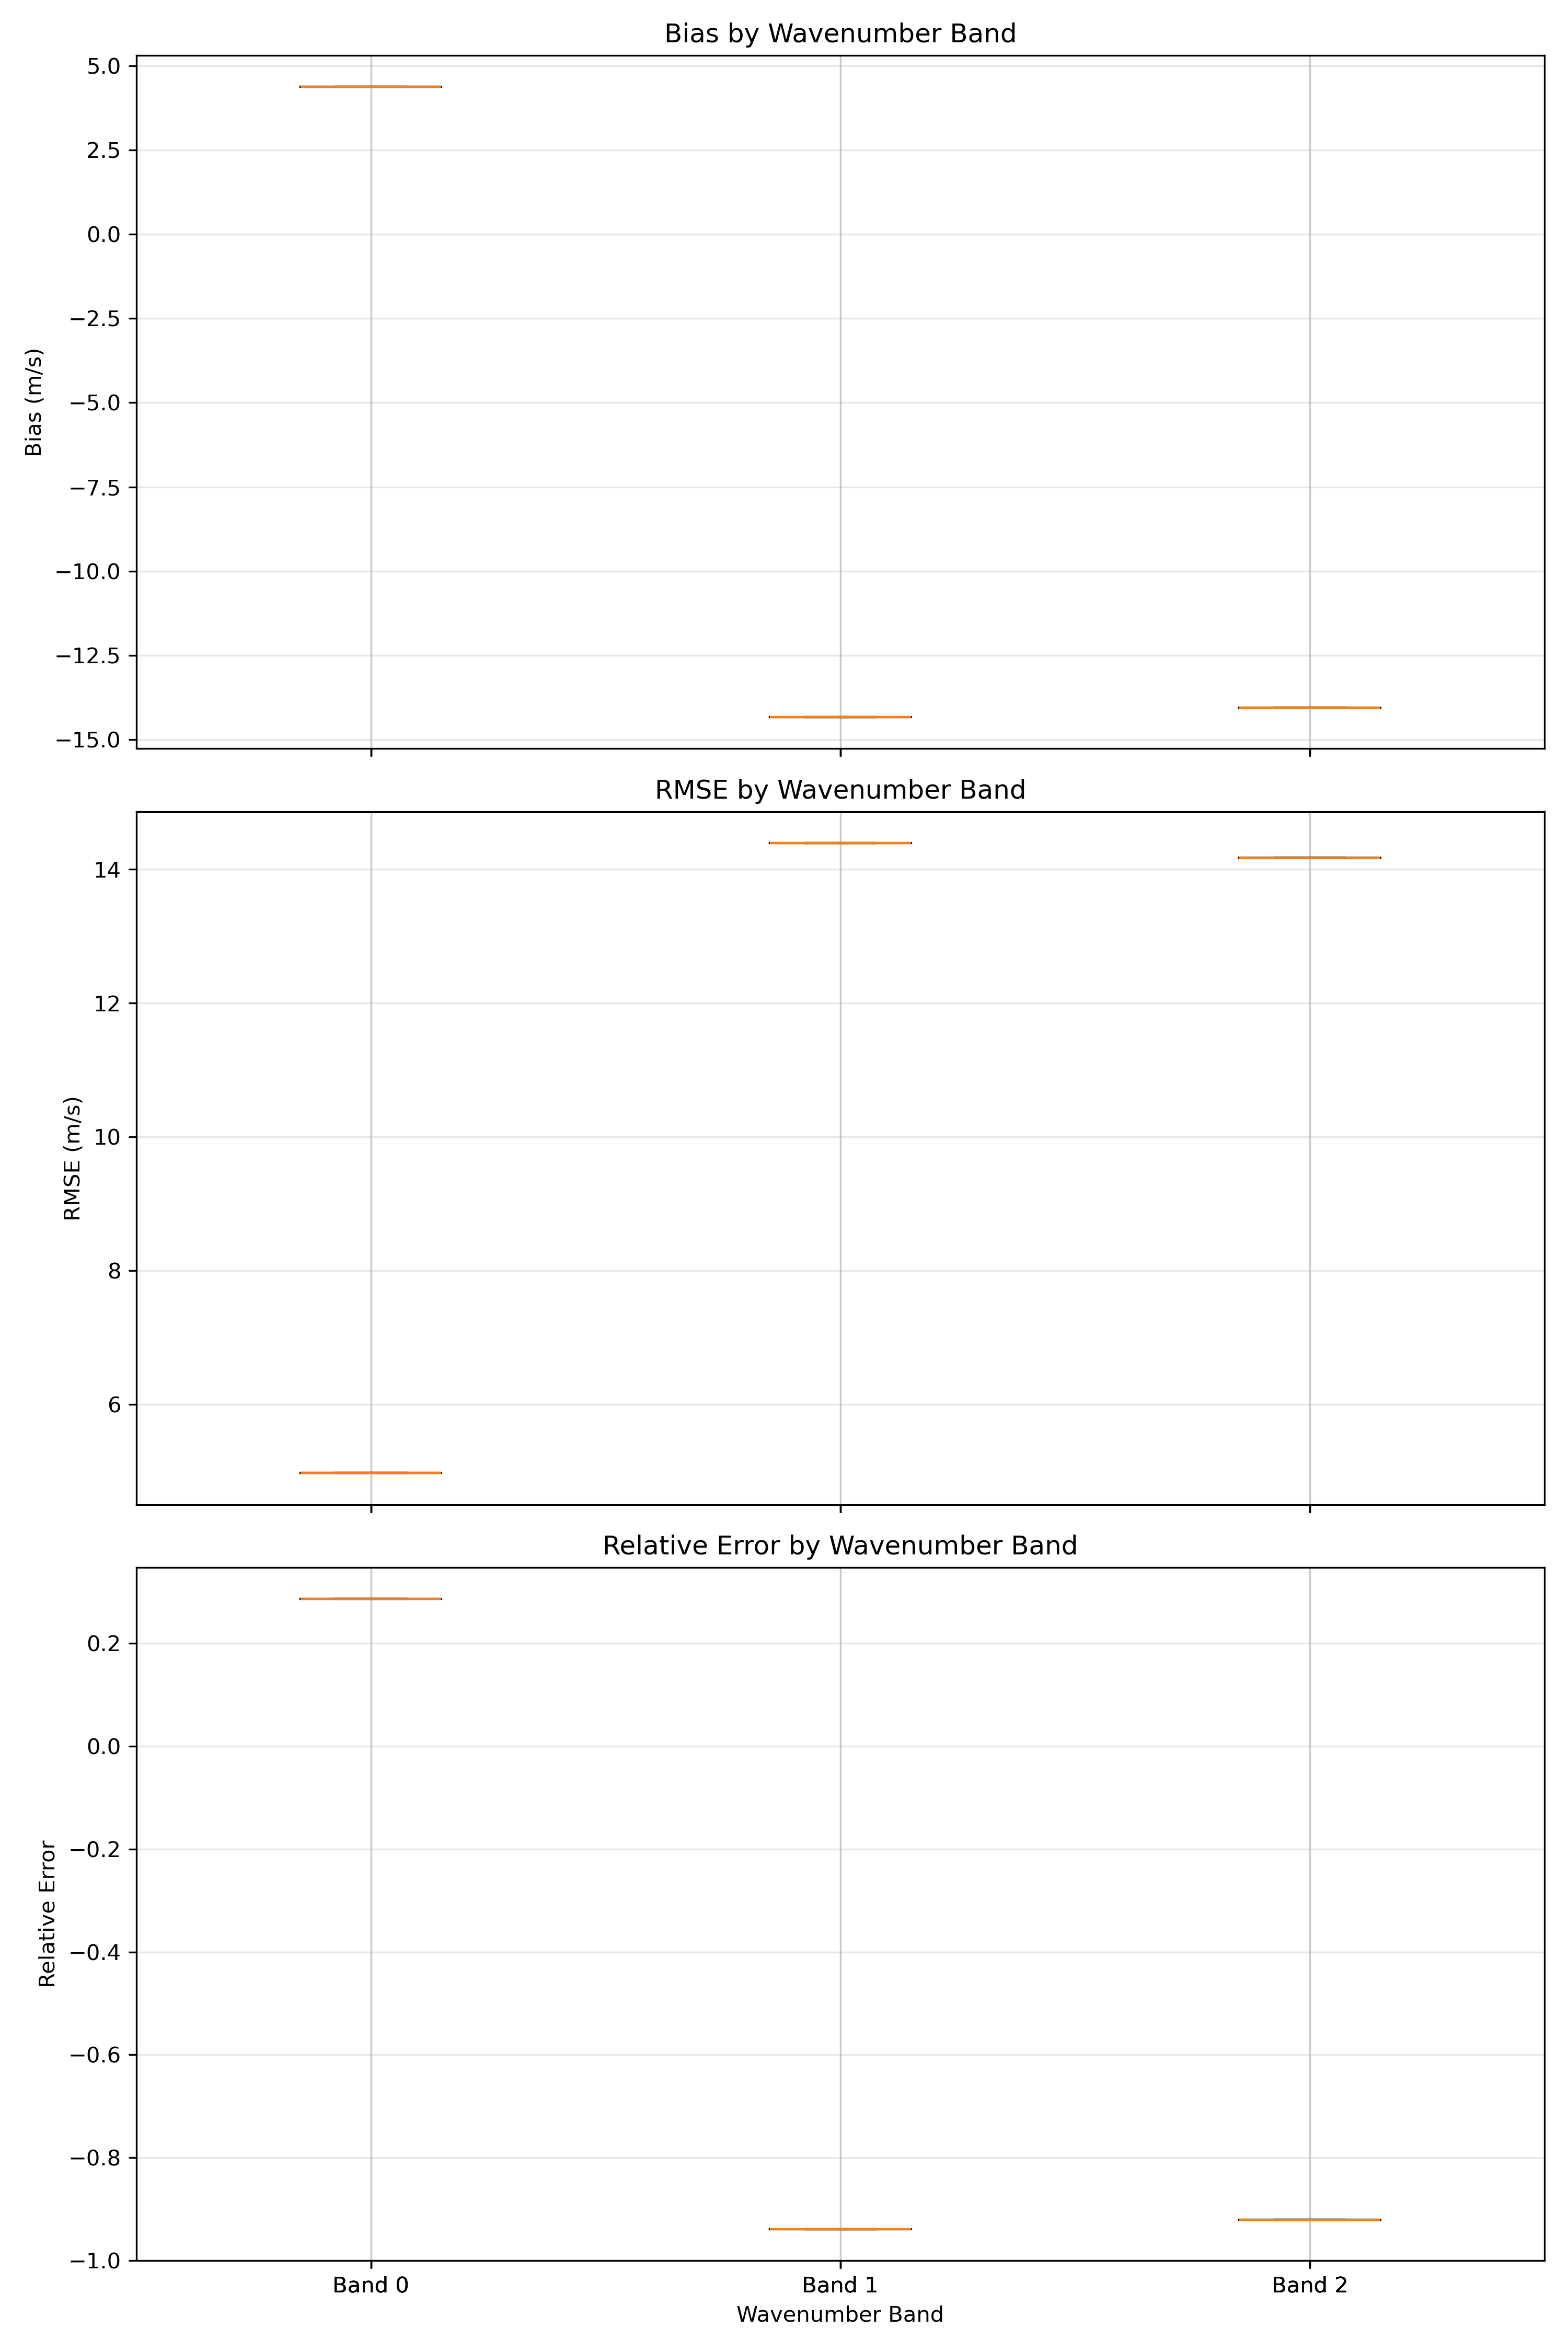 Bias by Wavenumber Band
5.0
2.5
0.0
−2.5
−5.0
−7.5
−10.0
−12.5
−15.0
Bias (m/s)
RMSE by Wavenumber Band
14
12
10
8
6
RMSE (m/s)
Relative Error by Wavenumber Band
0.2
0.0
−0.2
−0.4
−0.6
−0.8
−1.0
Relative Error
Band 0
Band 1
Band 2
Wavenumber Band